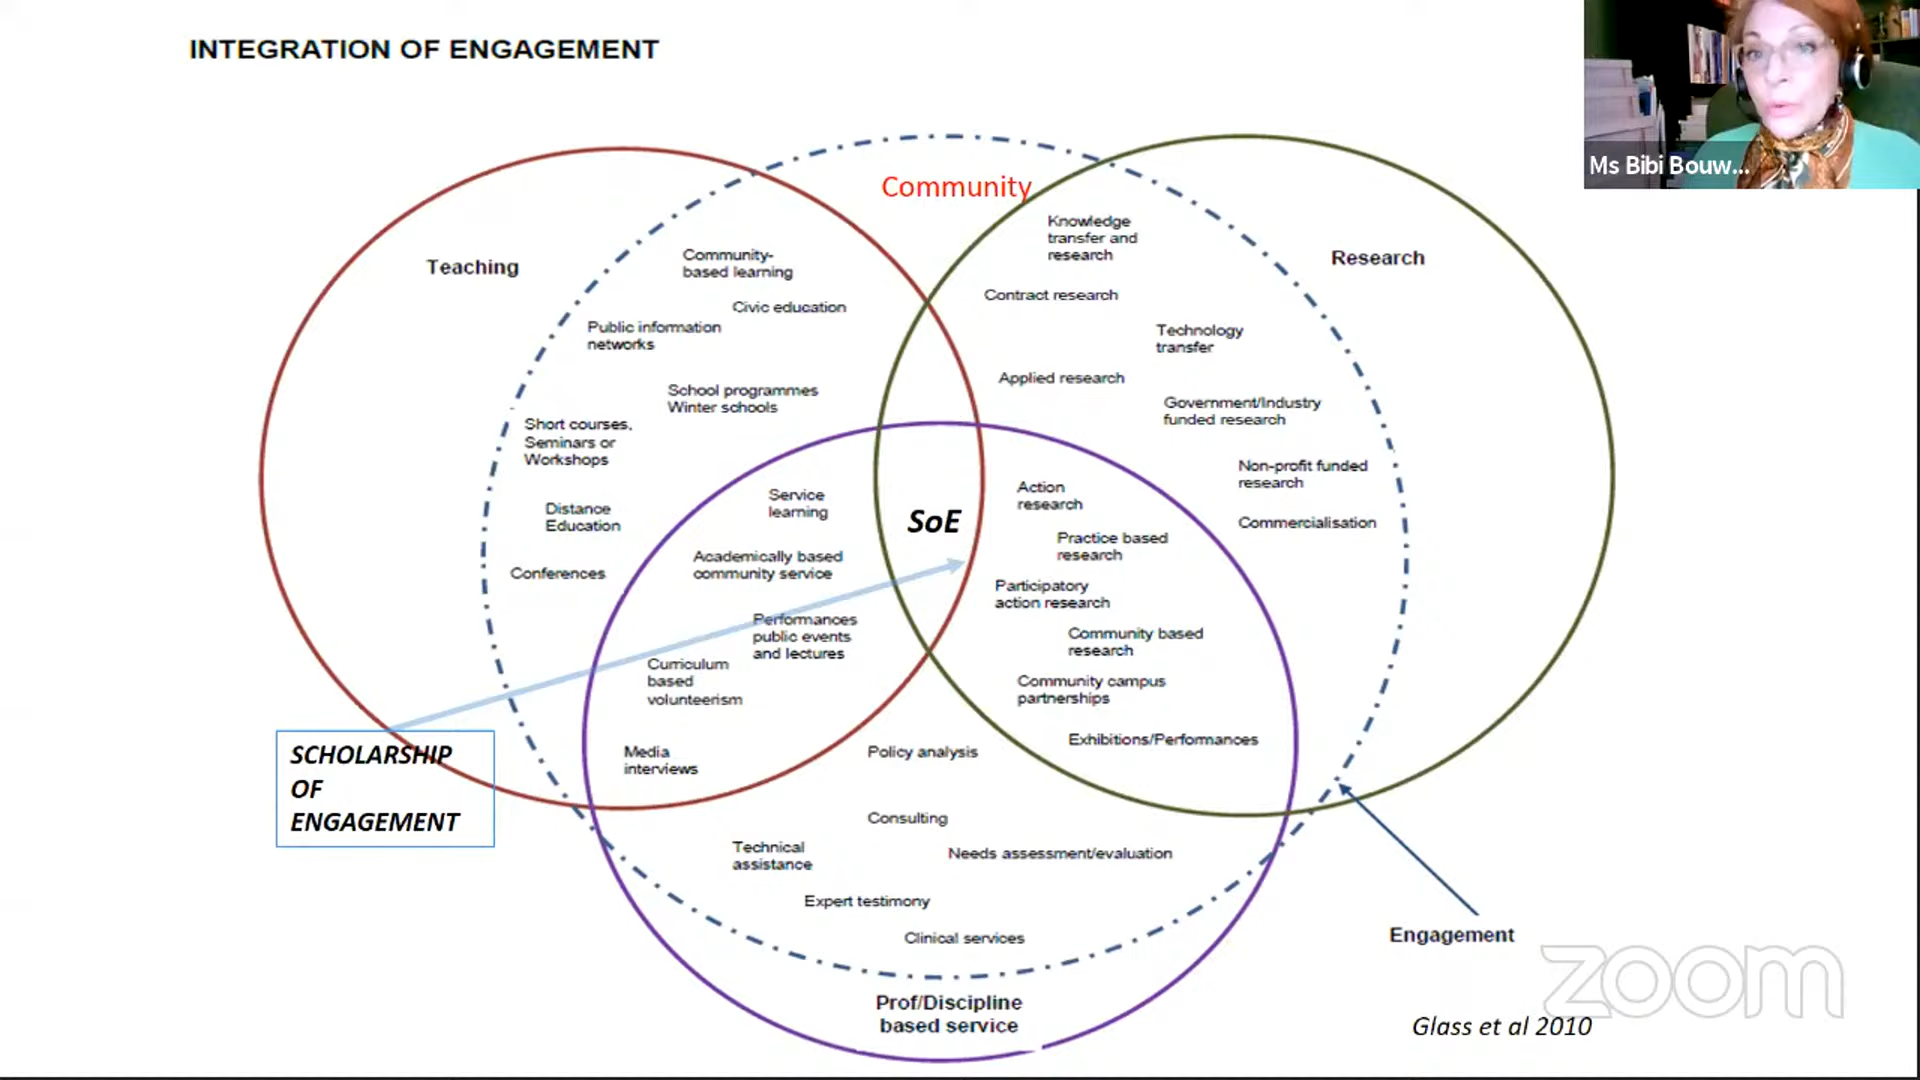 INTEGRATION OF ENGAGEMENT
Ms Bibi Bouw...
Community
Teaching
Research
Community-
based learning
Civic education
Public information
networks
School programmes
Winter schools
Short courses,
Seminars or
Workshops
Distance
Education
Conferences
Knowledge
transfer and
research
Contract research
Technology
transfer
Applied research
Government/Industry
funded research
Non-profit funded
research
Commercialisation
Service
learning
Academically based
community service
Performances
public events
and lectures
Curriculum
based
volunteerism
Media
interviews
SoE
Action
research
Practice based
research
Participatory
action research
Community based
research
Community campus
partnerships
Exhibitions/Performances
Policy analysis
Consulting
Technical
assistance
Needs assessment/evaluation
Expert testimony
Clinical services
Prof/Discipline
based service
SCHOLARSHIP
OF
ENGAGEMENT
Engagement
zoom
Glass et al 2010